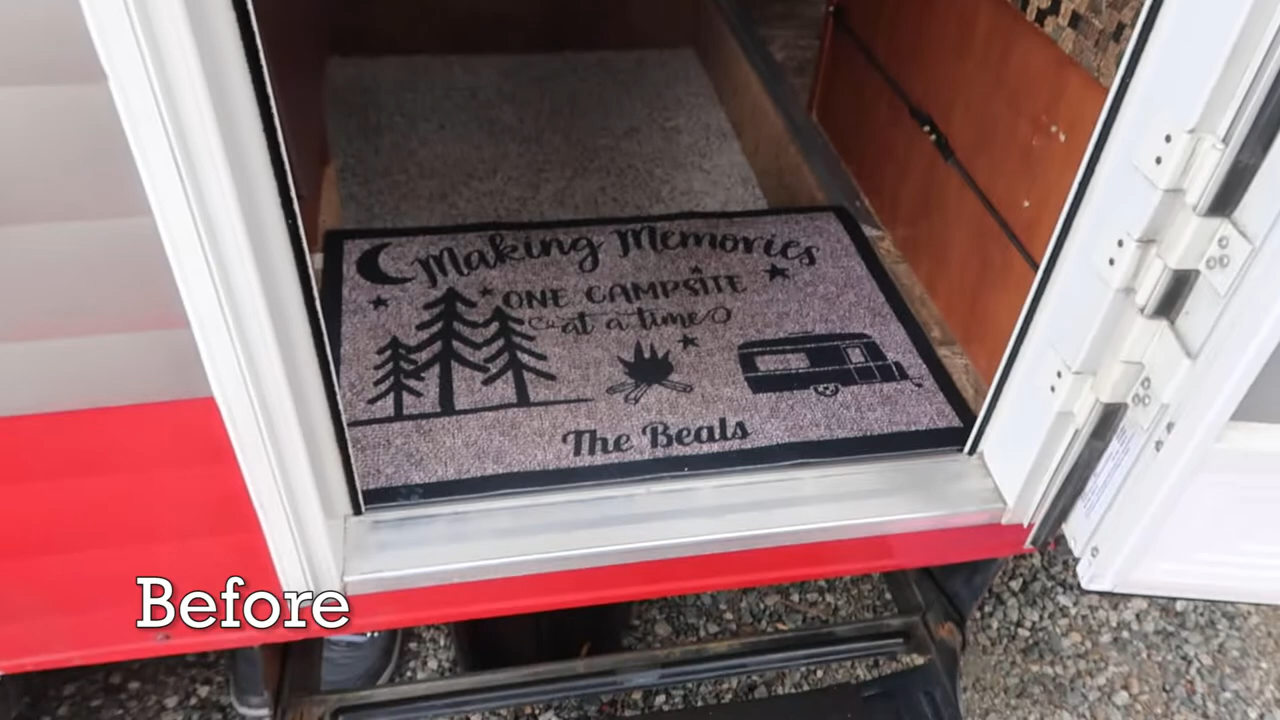 Making Memories
ONE CAMPSITE
at a time
The Beals
Before